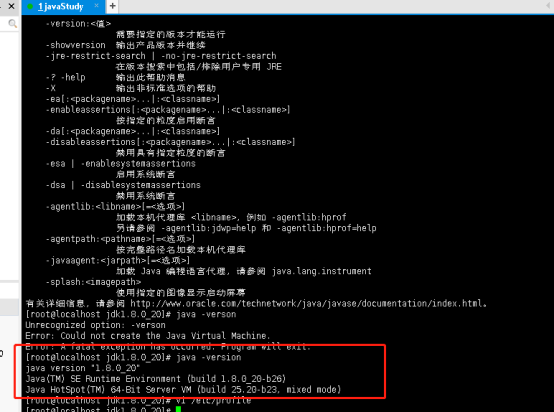 1 javaStudy
-version:<值>
需要指定的版本才能运行
-showversion 输出产品版本并继续
-jre-restrict-search | -no-jre-restrict-search
在版本搜索中包括/排除用户专用 JRE
-? -help 输出此帮助消息
-X 输出非标准选项的帮助
-ea[:<packagename>...|:<classname>]
-enableassertions[:<packagename>...|:<classname>]
按指定的粒度启用断言
-da[:<packagename>...|:<classname>]
-disableassertions[:<packagename>...|:<classname>]
禁用具有指定粒度的断言
-esa | -enablesystemassertions
启用系统断言
-dsa | -disablesystemassertions
禁用系统断言
-agentlib:<libname>[=<选项>]
加载本机代理库 <libname>, 例如 -agentlib:hprof
另请参阅 -agentlib:jdwp=help 和 -agentlib:hprof=help
-agentpath:<pathname>[=<选项>]
按完整路径名加载本机代理库
-javaagent:<jarpath>[=<选项>]
加载 Java 编程语言代理, 请参阅 java.lang.instrument
-splash:<imagepath>
使用指定的图像显示启动屏幕
有关详细信息, 请参阅 http://www.oracle.com/technetwork/java/javase/documentation/index.html。
[root@localhost jdk1.8.0_20]# java -verson
Unrecognized option: -verson
Error: Could not create the Java Virtual Machine.
Error: A fatal exception has occurred. Program will exit.
[root@localhost jdk1.8.0_20]# java -version
java version "1.8.0_20"
Java(TM) SE Runtime Environment (build 1.8.0_20-b26)
Java HotSpot(TM) 64-Bit Server VM (build 25.20-b23, mixed mode)
[root@localhost jdk1.8.0_20]# vi /etc/profile
[root@localhost jdk1.8.0_20]#